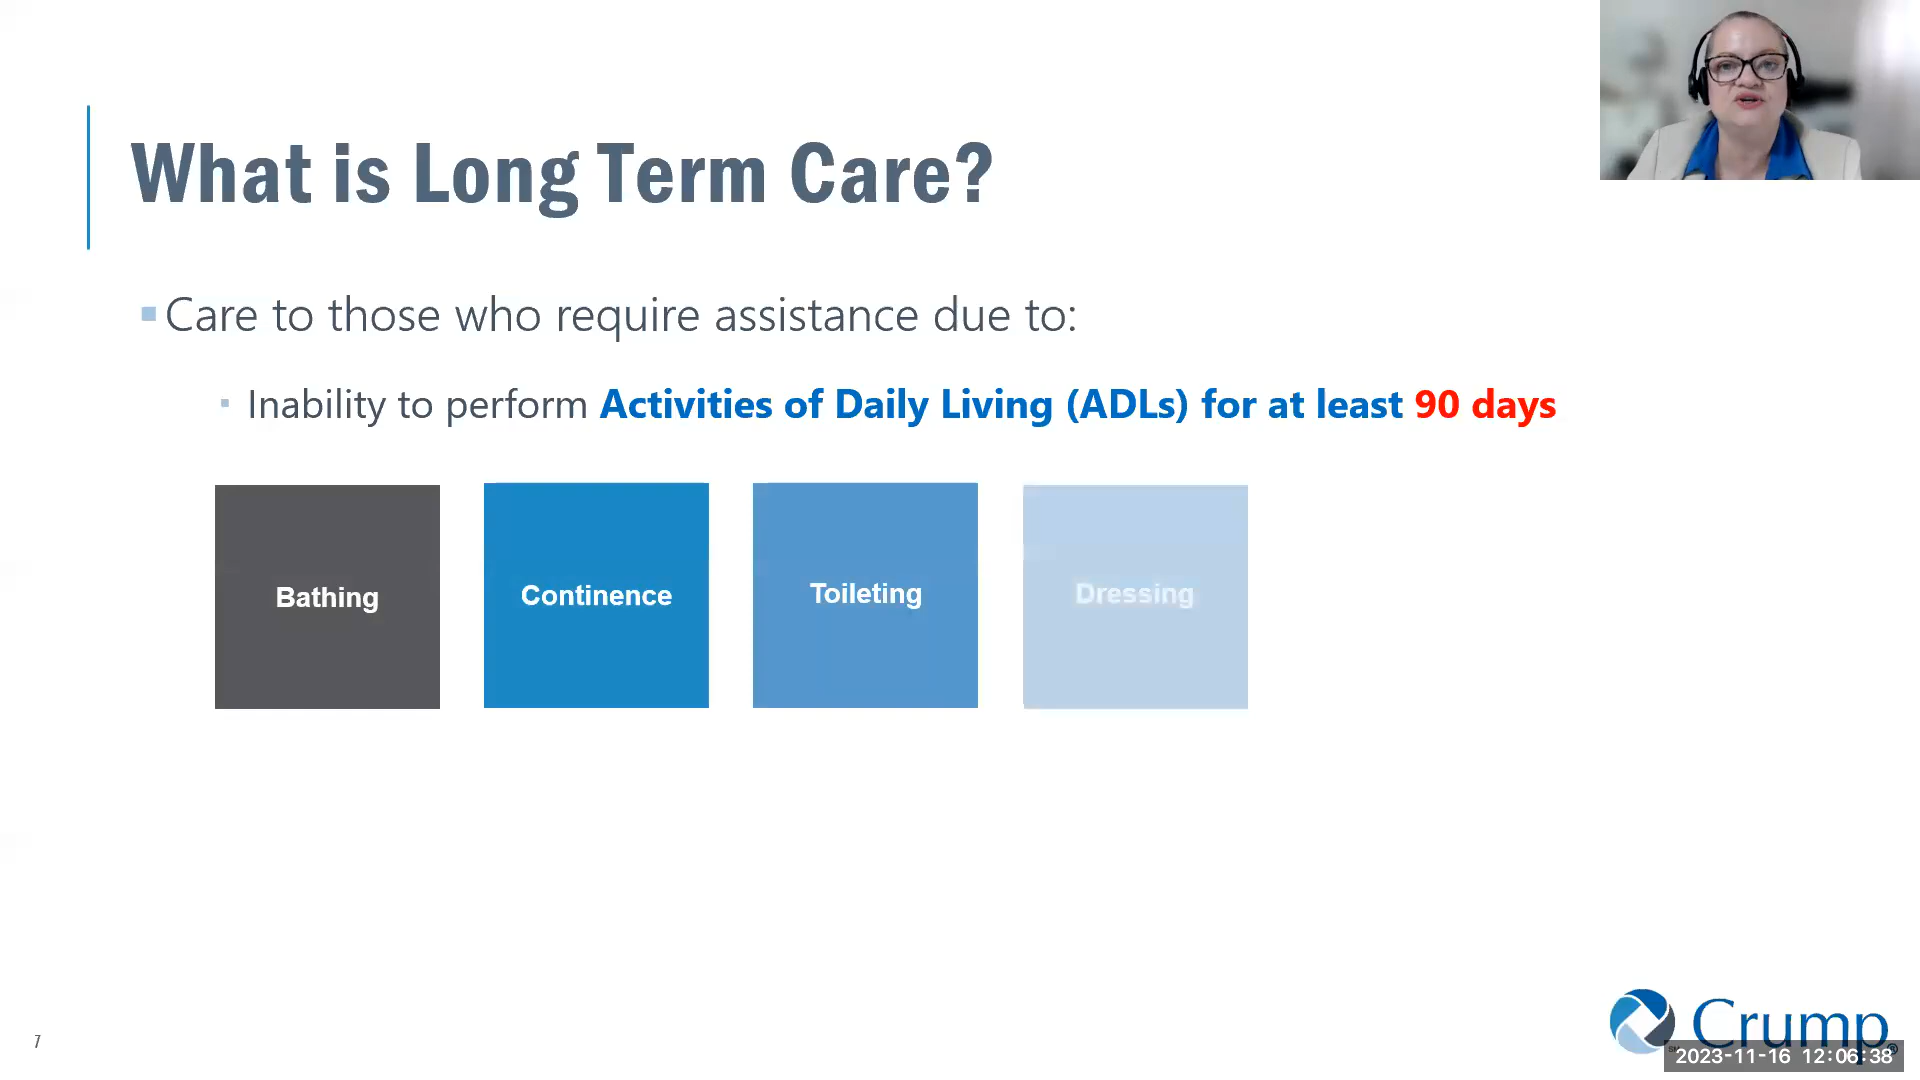 What is Long Term Care?
Care to those who require assistance due to:
Inability to perform Activities of Daily Living (ADLs) for at least 90 days
Bathing
Continence
Toileting
Dressing
7
Crump
2023-11-16 12:06:38